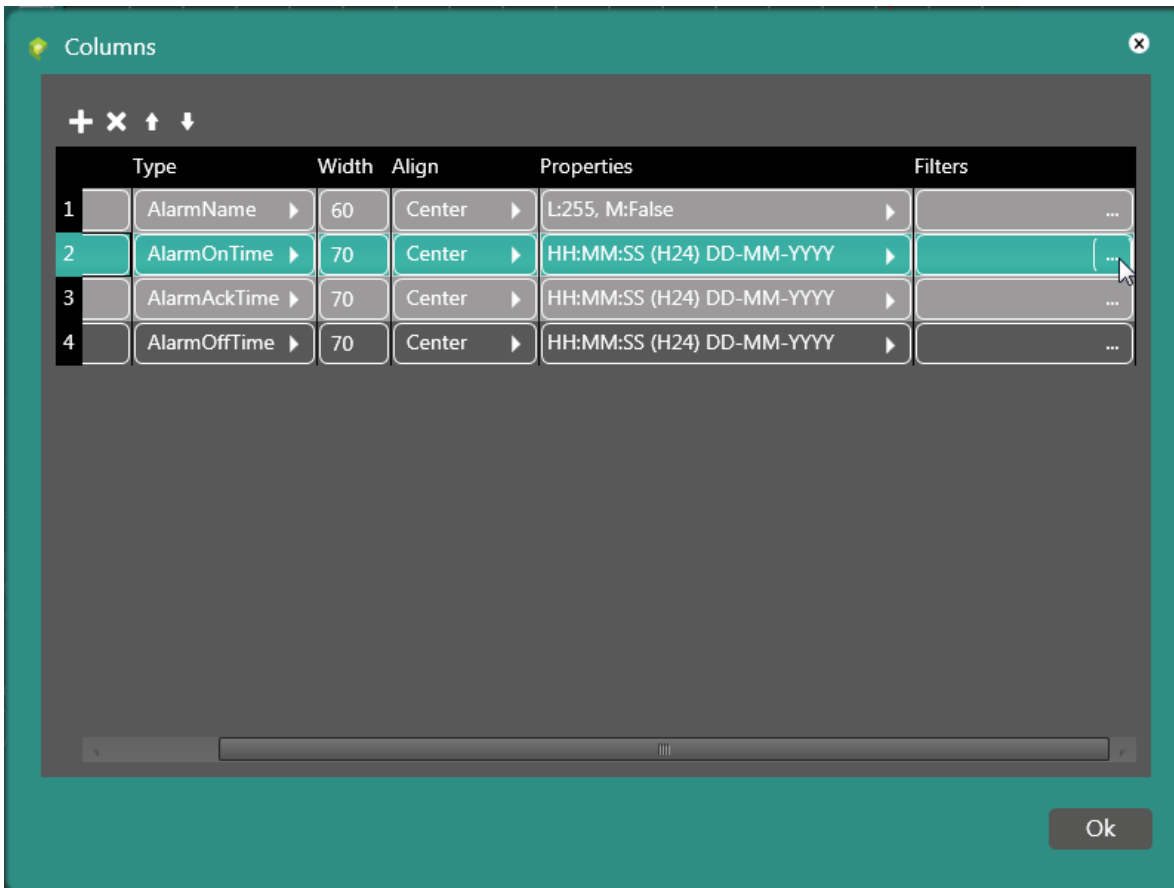 Columns
Type Width Align Properties Filters
1 AlarmName 60 Center L:255, M:False ...
2 AlarmOnTime 70 Center HH:MM:SS (H24) DD-MM-YYYY ...
3 AlarmAckTime 70 Center HH:MM:SS (H24) DD-MM-YYYY ...
4 AlarmOffTime 70 Center HH:MM:SS (H24) DD-MM-YYYY ...
Ok